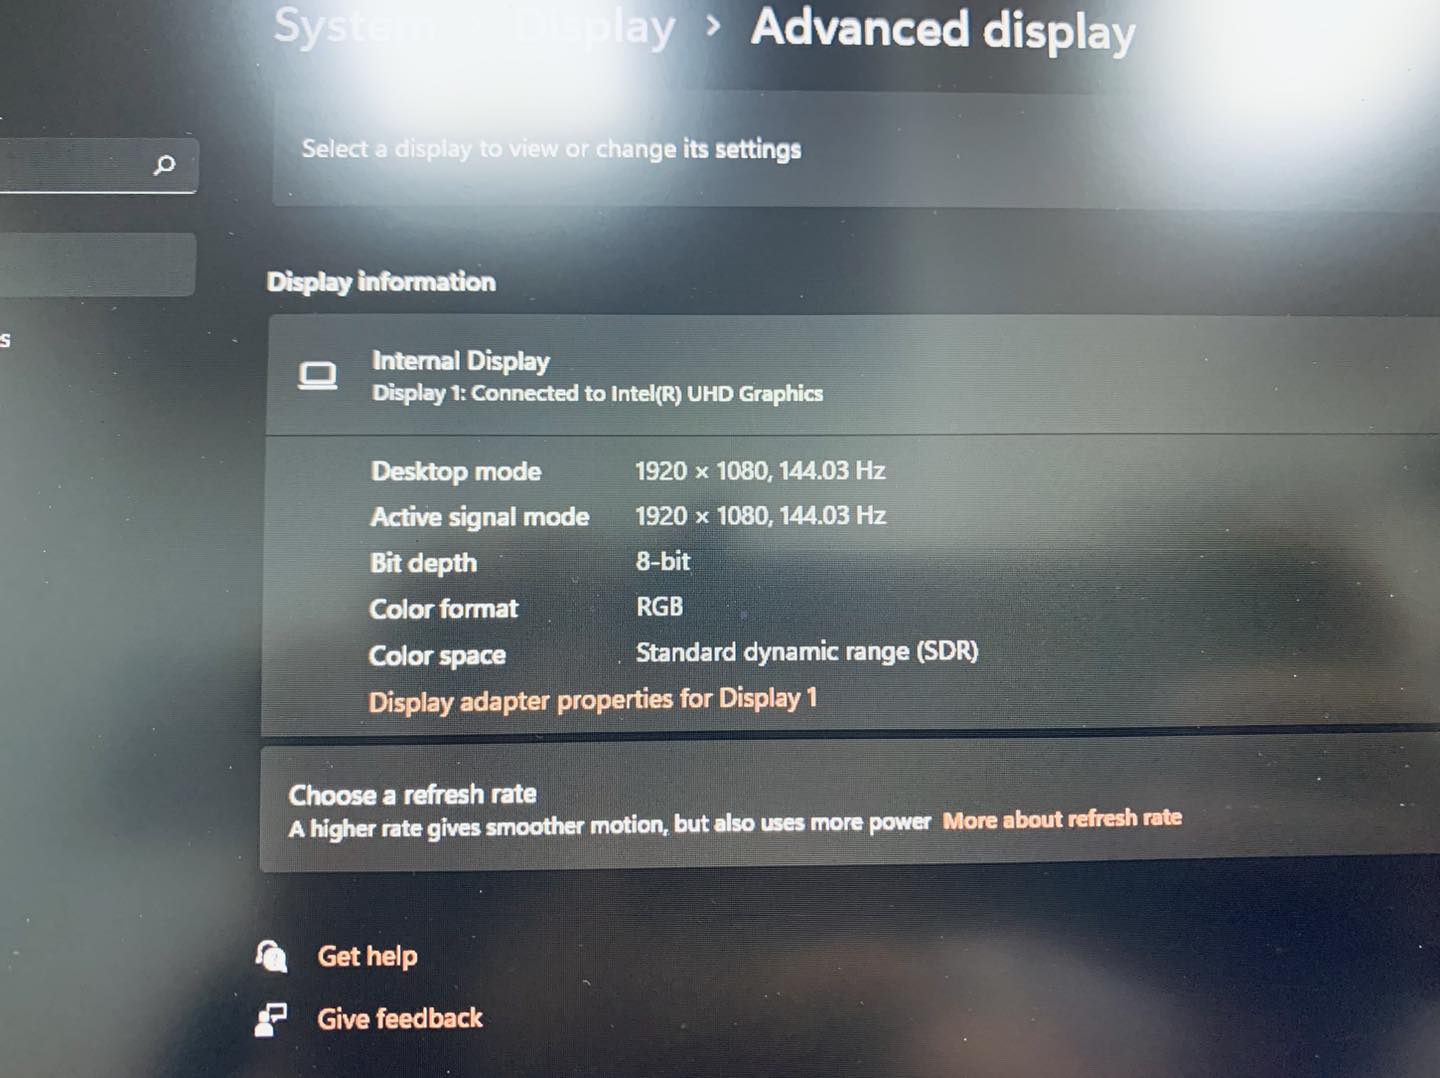 System > Display > Advanced display
Select a display to view or change its settings
s
Display information
Internal Display
Display 1: Connected to Intel(R) UHD Graphics
Desktop mode 1920 × 1080, 144.03 Hz
Active signal mode 1920 × 1080, 144.03 Hz
Bit depth 8-bit
Color format RGB
Color space Standard dynamic range (SDR)
Display adapter properties for Display 1
Choose a refresh rate
A higher rate gives smoother motion, but also uses more power More about refresh rate
Get help
Give feedback